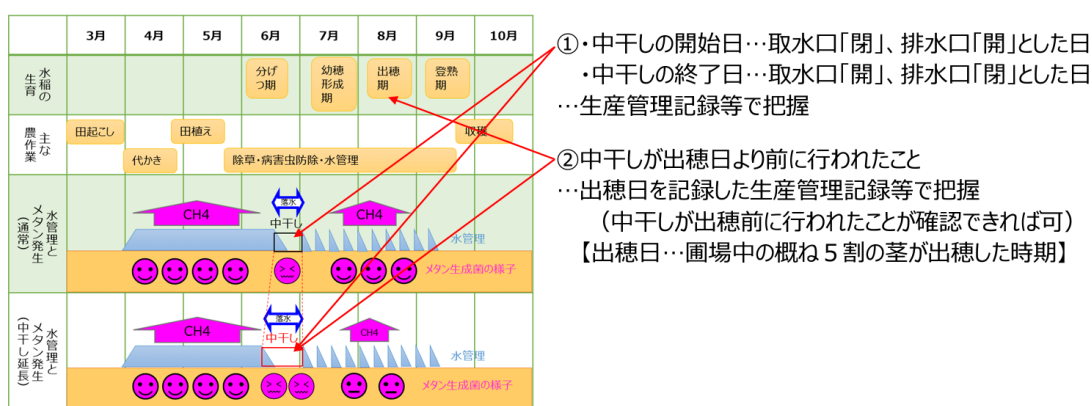 3月 4月 5月 6月 7月 8月 9月 10月
水稲の
生育
分げ
つ期
幼穂
形成
期
出穂
期
登熟
期
主な
農作業
田起こし
田植え
収穫
代かき
除草・病害虫防除・水管理
水管理と
メタン発生
(通常)
CH4
落水
中干し
CH4
水管理
メタン生成菌の様子
水管理と
メタン発生
(中干し延長)
CH4
落水
中干し
CH4
水管理
メタン生成菌の様子
①・中干しの開始日…取水口「閉」、排水口「開」とした日
・中干しの終了日…取水口「開」、排水口「閉」とした日
…生産管理記録等で把握
②中干しが出穂日より前に行われたこと
…出穂日を記録した生産管理記録等で把握
(中干しが出穂前に行われたことが確認できれば可)
【出穂日…圃場中の概ね5割の茎が出穂した時期】